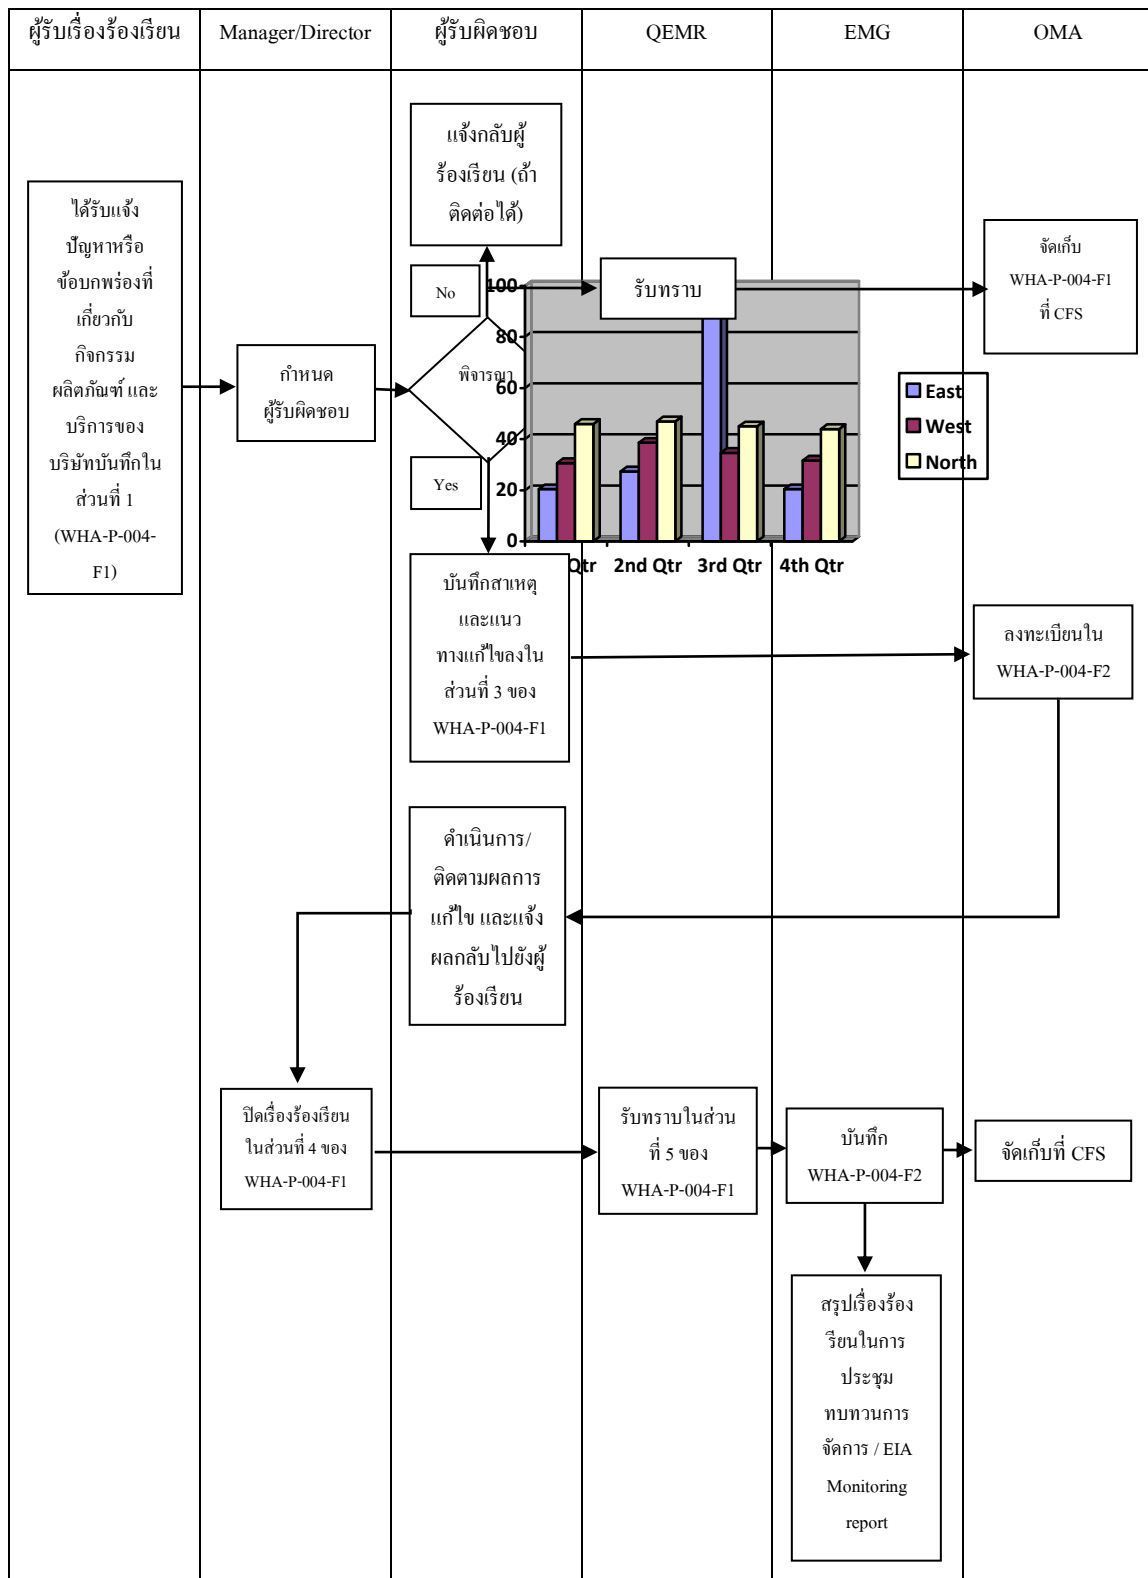 ผู้รับเรื่องร้องเรียน
Manager/Director
ผู้รับผิดชอบ
QEMR
EMG
OMA
แจ้งกลับผู้
ร้องเรียน (ถ้า
ติดต่อได้)
ได้รับแจ้ง
ปัญหาหรือ
ข้อบกพร่องที่
เกี่ยวกับ
กิจกรรม
ผลิตภัณฑ์ และ
บริการของ
บริษัทบันทึกใน
ส่วนที่ 1
(WHA-P-004-
F1)
กำหนด
ผู้รับผิดชอบ
No
พิจารณา
Yes
รับทราบ
จัดเก็บ
WHA-P-004-F1
ที่ CFS
100
80
60
40
20
0
Qtr
2nd Qtr
3rd Qtr
4th Qtr
East
West
North
บันทึกสาเหตุ
และแนว
ทางแก้ไขลงใน
ส่วนที่ 3 ของ
WHA-P-004-F1
ลงทะเบียนใน
WHA-P-004-F2
ดำเนินการ/
ติดตามผลการ
แก้ไข และแจ้ง
ผลกลับไปยังผู้
ร้องเรียน
ปิดเรื่องร้องเรียน
ในส่วนที่ 4 ของ
WHA-P-004-F1
รับทราบในส่วน
ที่ 5 ของ
WHA-P-004-F1
บันทึก
WHA-P-004-F2
จัดเก็บที่ CFS
สรุปเรื่องร้อง
เรียนในการ
ประชุม
ทบทวนการ
จัดการ / EIA
Monitoring
report